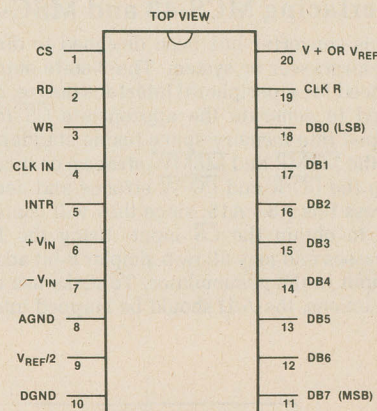 TOP VIEW
CS 1
RD 2
WR 3
CLK IN 4
INTR 5
+ VIN 6
− VIN 7
AGND 8
VREF/2 9
DGND 10
20 V + OR VREF
19 CLK R
18 DB0 (LSB)
17 DB1
16 DB2
15 DB3
14 DB4
13 DB5
12 DB6
11 DB7 (MSB)